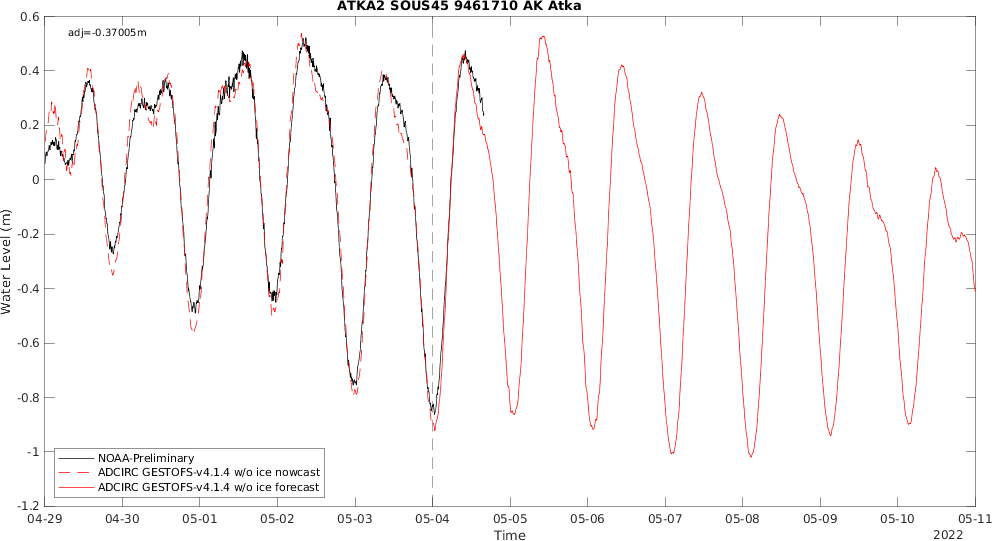 ATKA2 SOUS45 9461710 AK Atka
adj=-0.37005m
0.6
0.4
0.2
0
-0.2
-0.4
-0.6
-0.8
-1
-1.2
Water Level (m)
NOAA-Preliminary
ADCIRC GESTOFS-v4.1.4 w/o ice nowcast
ADCIRC GESTOFS-v4.1.4 w/o ice forecast
04-29 04-30 05-01 05-02 05-03 05-04 05-05 05-06 05-07 05-08 05-09 05-10 05-11
Time
2022